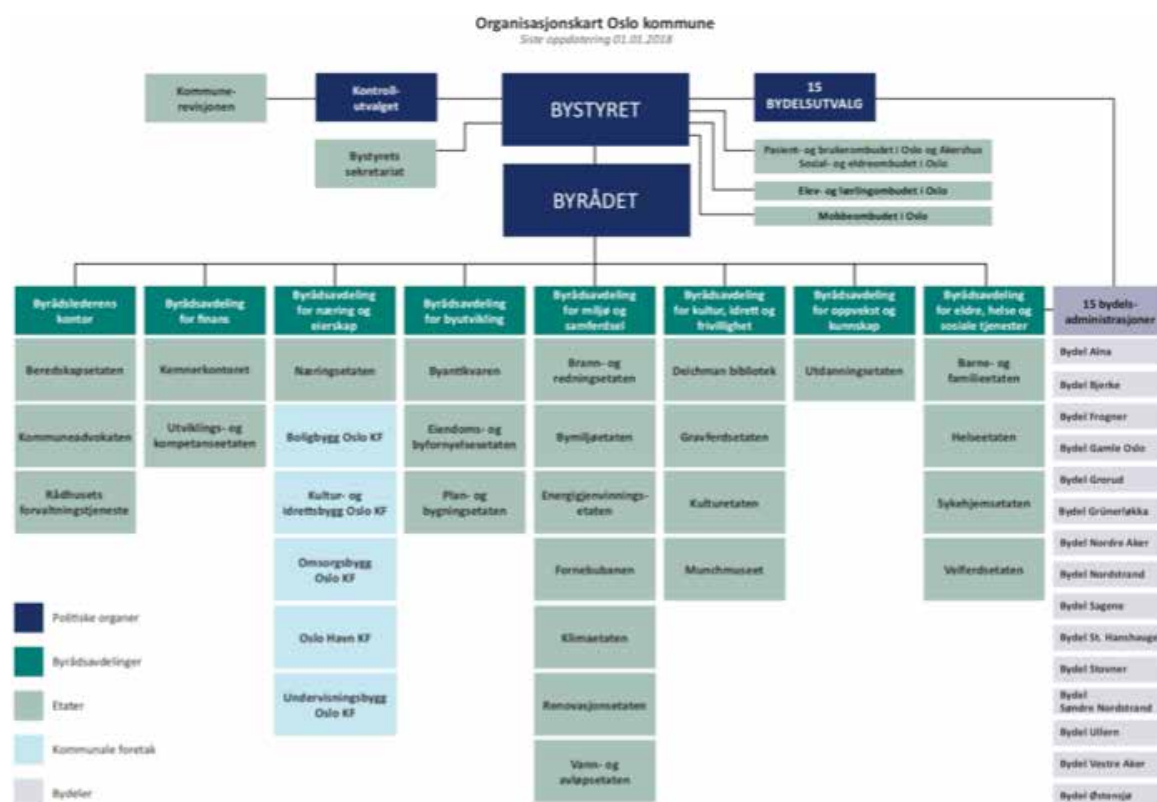 Organisasjonskart Oslo kommune
Siste oppdatering 01.01.2018
Kommune-
revisjonen
Kontroll-
utvalget
BYSTYRET
15
BYDELSUTVALG
Bystyrets
sekretariat
Pasient- og brukerombudet i Oslo og Akershus
Sosial- og eldreombudet i Oslo
Elev- og lærlingombudet i Oslo
Mobbeombudet i Oslo
BYRÅDET
Byrådslederens
kontor
Beredskapsetaten
Kommuneadvokaten
Rådhusets
forvaltningstjeneste
Byrådsavdeling
for finans
Kemnerkontoret
Utviklings- og
kompetanseetaten
Byrådsavdeling
for næring og
eierskap
Næringsetaten
Boligbygg Oslo KF
Kultur- og
idrettsbygg Oslo KF
Omsorgsbygg
Oslo KF
Oslo Havn KF
Undervisningsbygg
Oslo KF
Byrådsavdeling
for byutvikling
Byantikvaren
Eiendoms- og
byfornyelsesetaten
Plan- og
bygningsetaten
Byrådsavdeling
for miljø og
samferdsel
Brann- og
redningsetaten
Bymiljøetaten
Energigjenvinnings-
etaten
Fornebubanen
Klimaetaten
Renovasjonsetaten
Vann- og
avløpsetaten
Byrådsavdeling
for kultur, idrett og
frivillighet
Deichman bibliotek
Gravferdsetaten
Kulturetaten
Munchmuseet
Byrådsavdeling
for oppvekst og
kunnskap
Utdanningsetaten
Byrådsavdeling
for eldre, helse og
sosiale tjenester
Barne- og
familieetaten
Helseetaten
Sykehjemsetaten
Velferdsetaten
15 bydels-
administrasjoner
Bydel Alna
Bydel Bjerke
Bydel Frogner
Bydel Gamle Oslo
Bydel Grorud
Bydel Grünerløkka
Bydel Nordre Aker
Bydel Nordstrand
Bydel Sagene
Bydel St. Hanshaugen
Bydel Stovner
Bydel
Søndre Nordstrand
Bydel Ullern
Bydel Vestre Aker
Bydel Østensjø
Politiske organer
Byrådsavdelinger
Etater
Kommunale foretak
Bydeler